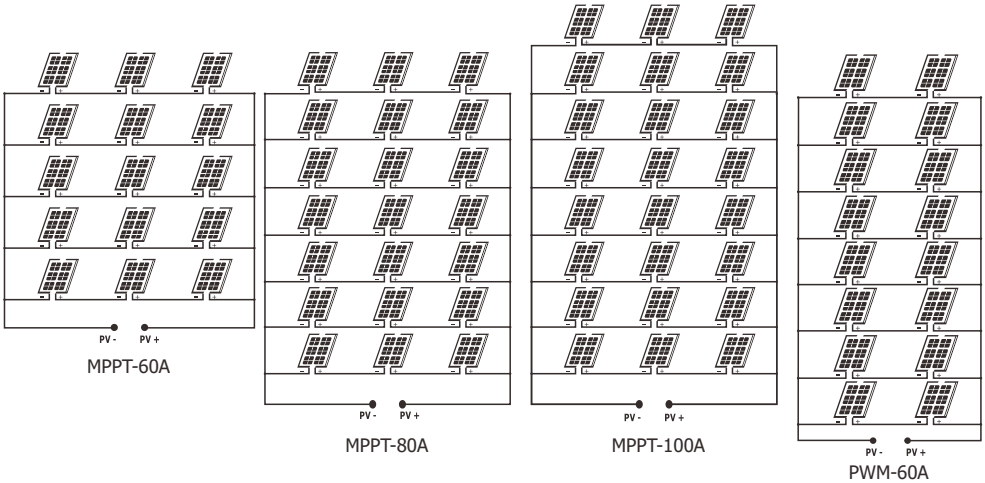 PV - PV +
MPPT-60A
PV - PV +
MPPT-80A
PV - PV +
MPPT-100A
PV - PV +
PWM-60A